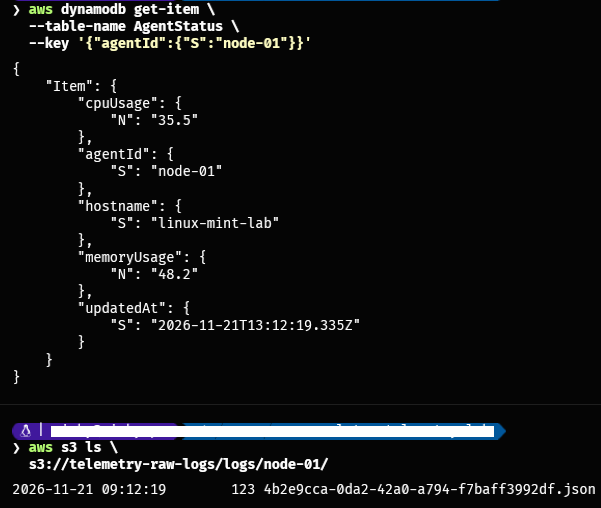 ❯ aws dynamodb get-item \
  --table-name AgentStatus \
  --key '{"agentId":{"S":"node-01"}}'
{
    "Item": {
        "cpuUsage": {
            "N": "35.5"
        },
        "agentId": {
            "S": "node-01"
        },
        "hostname": {
            "S": "linux-mint-lab"
        },
        "memoryUsage": {
            "N": "48.2"
        },
        "updatedAt": {
            "S": "2026-11-21T13:12:19.335Z"
        }
    }
}
❯ aws s3 ls \
  s3://telemetry-raw-logs/logs/node-01/
2026-11-21 09:12:19        123 4b2e9cca-0da2-42a0-a794-f7baff3992df.json